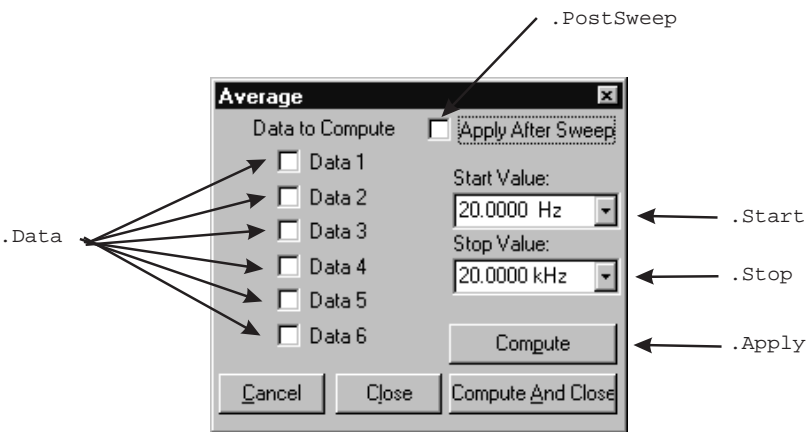 .PostSweep
Average
Data to Compute
Apply After Sweep
Data 1
Data 2
Data 3
Data 4
Data 5
Data 6
.Data
Start Value:
20.0000 Hz
.Start
Stop Value:
20.0000 kHz
.Stop
Compute
.Apply
Cancel
Close
Compute And Close